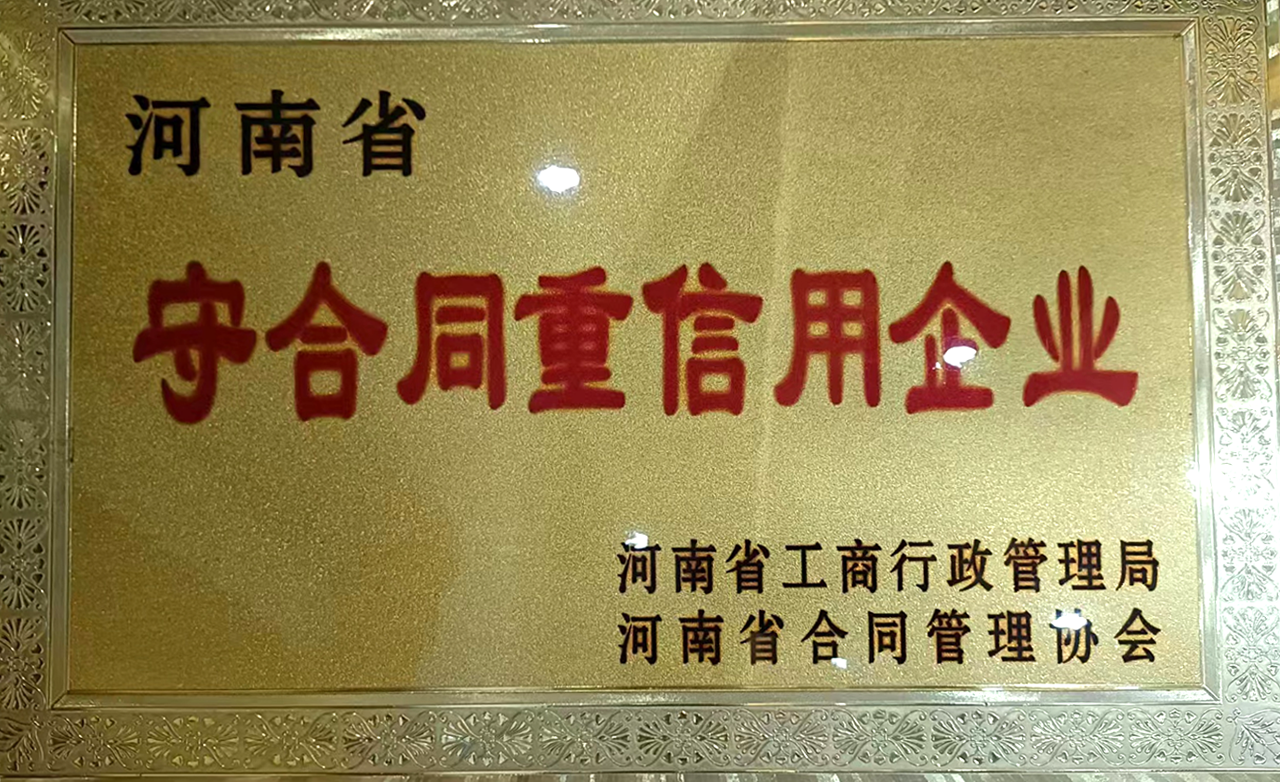 河南省
守合同重信用企业
河南省工商行政管理局
河南省合同管理协会